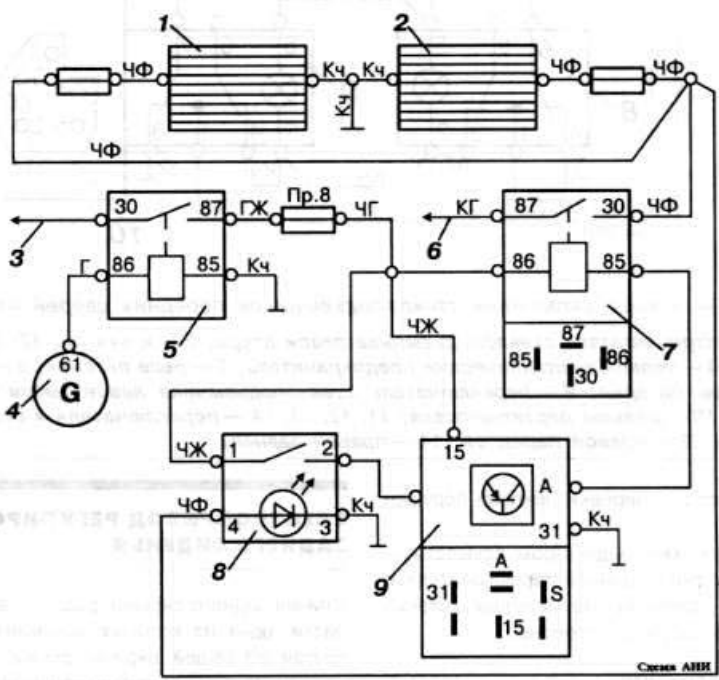 1 2
ЧФ Кч Кч ЧФ ЧФ
Кч
ЧФ
30 87 ГЖ Пр.8 ЧГ КГ 87 30 ЧФ
3 6
Г 86 85 Кч 86 85
5 7
ЧЖ 87
85 86
30
61
4 G
15
ЧЖ 1 2
А
ЧФ 4 3 Кч 31 Кч
8 9
А
31 S
15
Схема АНИ